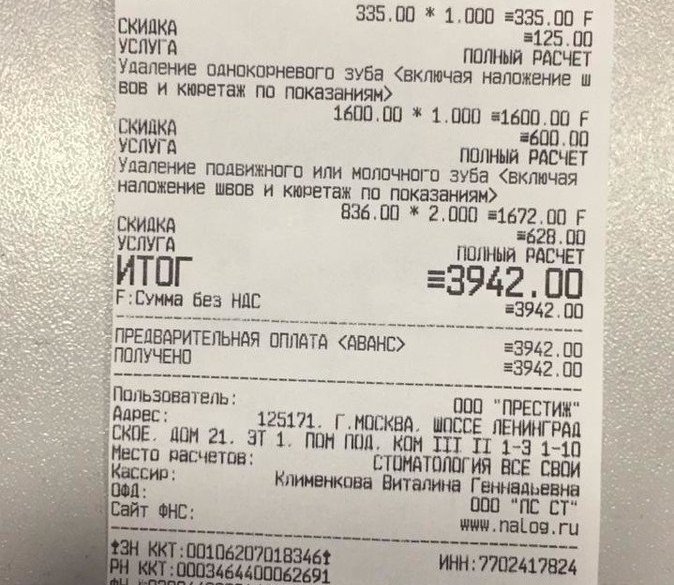 335.00 * 1.000 ≡335.00 F
СКИДКА ≡125.00
УСЛУГА ПОЛНЫЙ РАСЧЕТ
Удаление однокорневого зуба <включая наложение ш
вов и кюретаж по показаниям>
1600.00 * 1.000 ≡1600.00 F
СКИДКА ≡600.00
УСЛУГА ПОЛНЫЙ РАСЧЕТ
Удаление подвижного или молочного зуба <включая
наложение швов и кюретаж по показаниям>
836.00 * 2.000 ≡1672.00 F
СКИДКА ≡628.00
УСЛУГА ПОЛНЫЙ РАСЧЕТ
ИТОГ ≡3942.00
F:Сумма без НДС ≡3942.00
ПРЕДВАРИТЕЛЬНАЯ ОПЛАТА <АВАНС> ≡3942.00
ПОЛУЧЕНО ≡3942.00
Пользователь: ООО "ПРЕСТИЖ"
Адрес: 125171, Г.МОСКВА, ШОССЕ ЛЕНИНГРАД
СКОЕ, ДОМ 21, ЭТ 1, ПОМ ПОД, КОМ III II 1-3 1-10
Место расчетов: СТОМАТОЛОГИЯ ВСЕ СВОИ
Кассир: Клименкова Виталина Геннадьевна
ОФД: ООО "ПС СТ"
Сайт ФНС: www.nalog.ru
ЗН ККТ:00106207018346 ИНН:7702417824
РН ККТ:0003464400062691